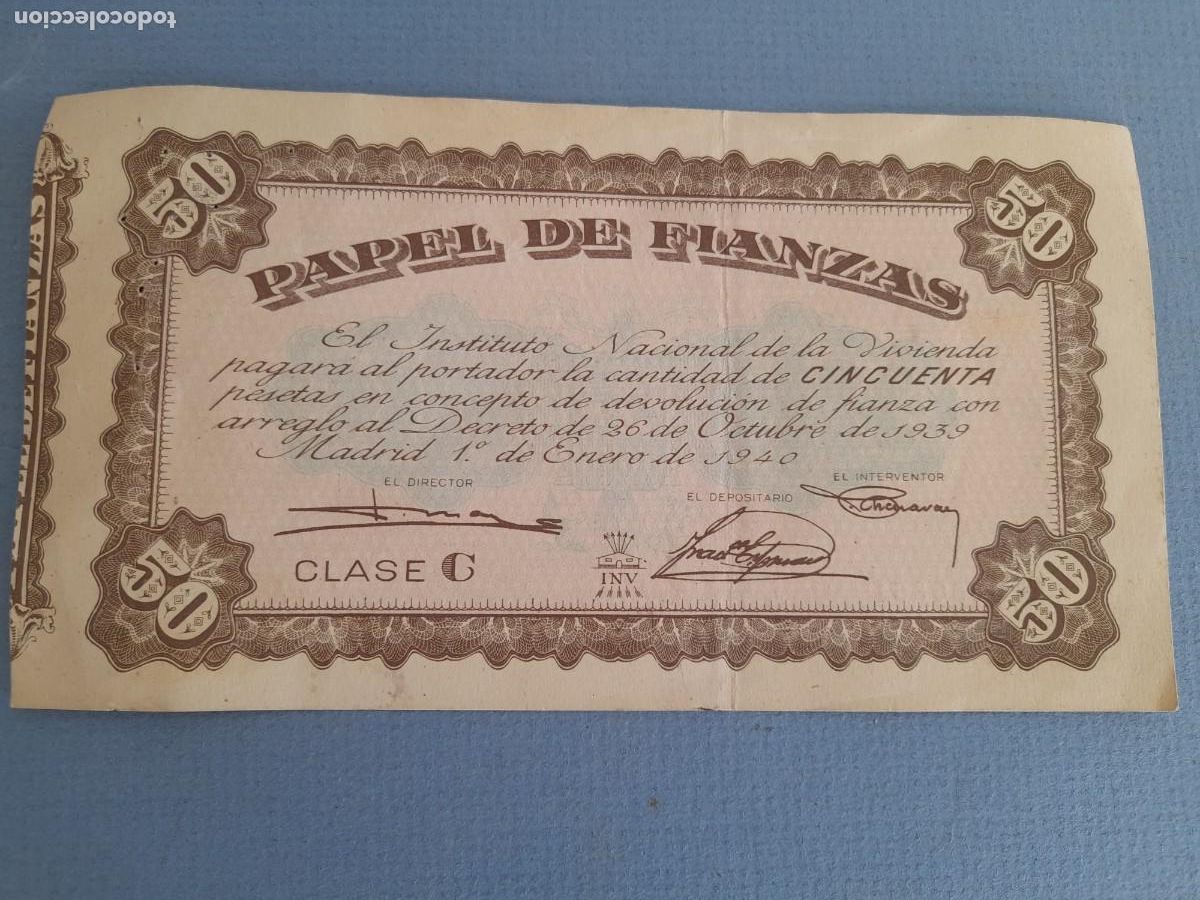 todocoleccion
50
50
PAPEL DE FIANZAS
El Instituto Nacional de la Vivienda
pagará al portador la cantidad de CINCUENTA
pesetas en concepto de devolución de fianza con
arreglo al Decreto de 26 de Octubre de 1939
Madrid 1.º de Enero de 1940
EL DIRECTOR
EL DEPOSITARIO
EL INTERVENTOR
CLASE C
INV
50
50